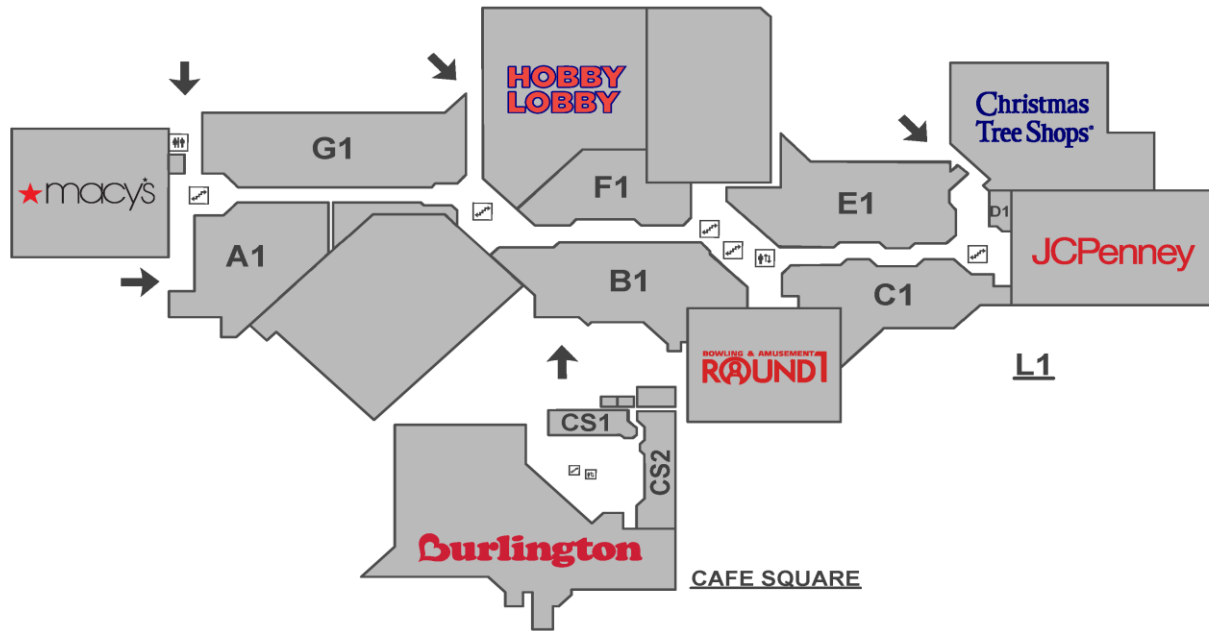 HOBBY
LOBBY
Christmas
Tree Shops
G1
macy's
F1
E1
D1
A1
JCPenney
B1
C1
BOWLING & AMUSEMENT
ROUND1
L1
CS1
CS2
Burlington
CAFE SQUARE